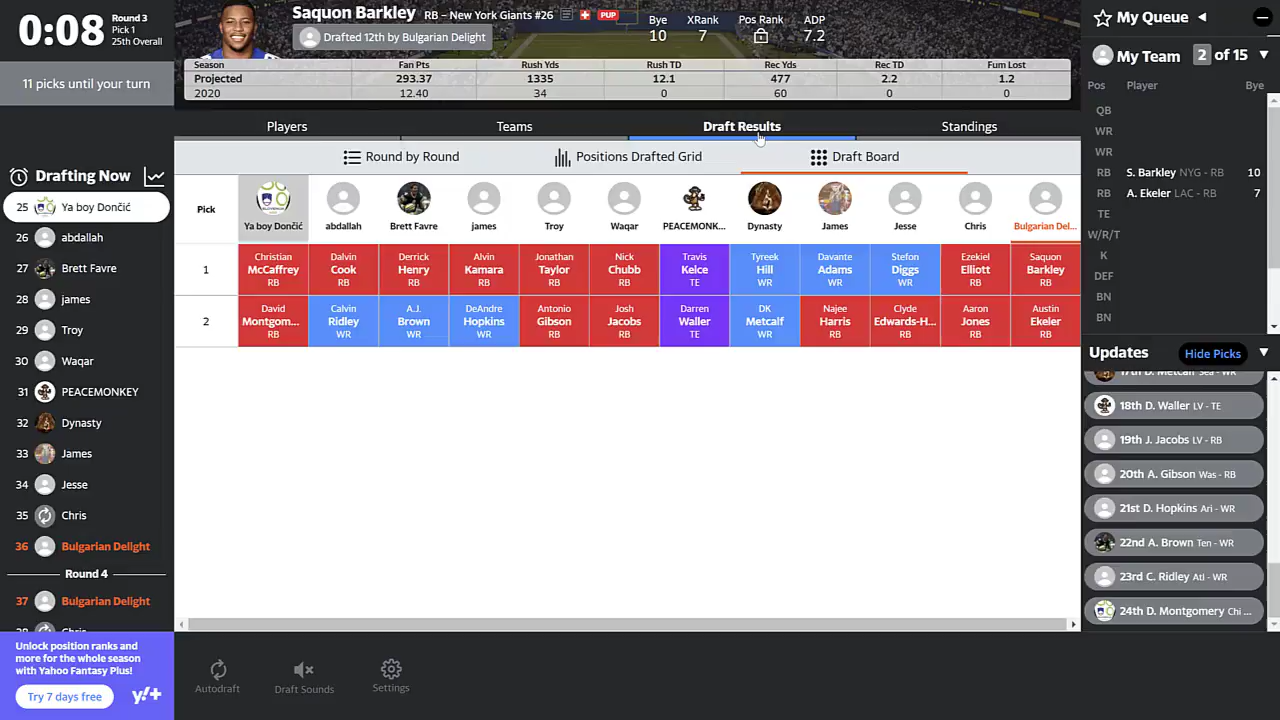 0:08
Round 3
Pick 1
25th Overall
11 picks until your turn
Drafting Now
25 Ya boy Dončić
26 abdallah
27 Brett Favre
28 james
29 Troy
30 Waqar
31 PEACEMONKEY
32 Dynasty
33 James
34 Jesse
35 Chris
36 Bulgarian Delight
Round 4
37 Bulgarian Delight
38 Chris
Unlock position ranks and
more for the whole season
with Yahoo Fantasy Plus!
Try 7 days free
y!+
Saquon Barkley RB – New York Giants #26 PUP
Drafted 12th by Bulgarian Delight
Bye XRank Pos Rank ADP
10 7 7.2
Season Fan Pts Rush Yds Rush TD Rec Yds Rec TD Fum Lost
Projected 293.37 1335 12.1 477 2.2 1.2
2020 12.40 34 0 60 0 0
Players Teams Draft Results Standings
Round by Round Positions Drafted Grid Draft Board
Pick Ya boy Dončić abdallah Brett Favre james Troy Waqar PEACEMONK... Dynasty James Jesse Chris Bulgarian Del...
1
Christian McCaffrey RB
Dalvin Cook RB
Derrick Henry RB
Alvin Kamara RB
Jonathan Taylor RB
Nick Chubb RB
Travis Kelce TE
Tyreek Hill WR
Davante Adams WR
Stefon Diggs WR
Ezekiel Elliott RB
Saquon Barkley RB
2
David Montgom... RB
Calvin Ridley WR
A.J. Brown WR
DeAndre Hopkins WR
Antonio Gibson RB
Josh Jacobs RB
Darren Waller TE
DK Metcalf WR
Najee Harris RB
Clyde Edwards-H... RB
Aaron Jones RB
Austin Ekeler RB
Autodraft
Draft Sounds
Settings
My Queue
My Team 2 of 15
Pos Player Bye
QB
WR
WR
RB S. Barkley NYG - RB 10
RB A. Ekeler LAC - RB 7
TE
W/R/T
K
DEF
BN
BN
Updates Hide Picks
17th D. Metcalf Sea - WR
18th D. Waller LV - TE
19th J. Jacobs LV - RB
20th A. Gibson Was - RB
21st D. Hopkins Ari - WR
22nd A. Brown Ten - WR
23rd C. Ridley Atl - WR
24th D. Montgomery Chi ...